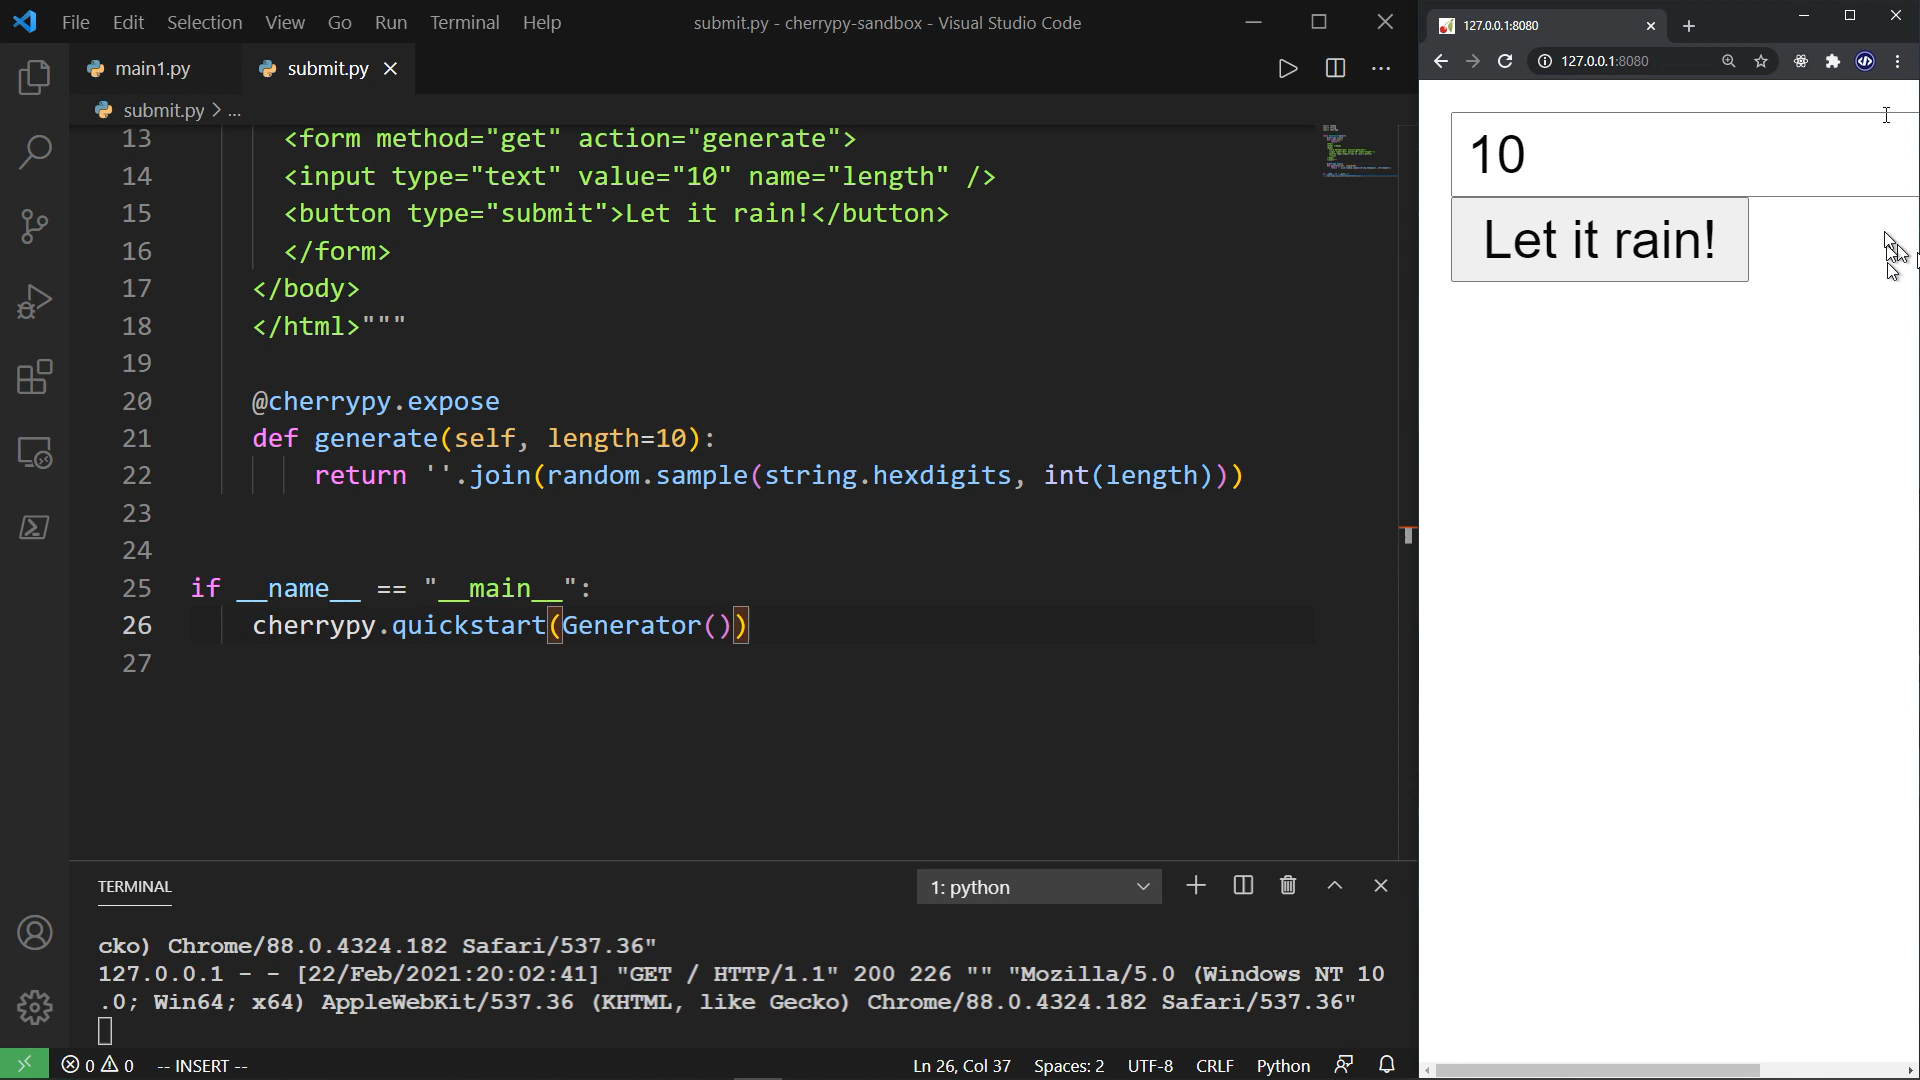 File Edit Selection View Go Run Terminal Help
submit.py - cherrypy-sandbox - Visual Studio Code
main1.py
submit.py
submit.py > ...
13 <form method="get" action="generate">
14 <input type="text" value="10" name="length" />
15 <button type="submit">Let it rain!</button>
16 </form>
17 </body>
18 </html>"""
19
20 @cherrypy.expose
21 def generate(self, length=10):
22 return ''.join(random.sample(string.hexdigits, int(length)))
23
24
25 if __name__ == "__main__":
26 cherrypy.quickstart(Generator())
27
TERMINAL
1: python
cko) Chrome/88.0.4324.182 Safari/537.36"
127.0.0.1 - - [22/Feb/2021:20:02:41] "GET / HTTP/1.1" 200 226 "" "Mozilla/5.0 (Windows NT 10
.0; Win64; x64) AppleWebKit/537.36 (KHTML, like Gecko) Chrome/88.0.4324.182 Safari/537.36"
0 0 -- INSERT --
Ln 26, Col 37 Spaces: 2 UTF-8 CRLF Python
127.0.0.1:8080
127.0.0.1:8080
10
Let it rain!